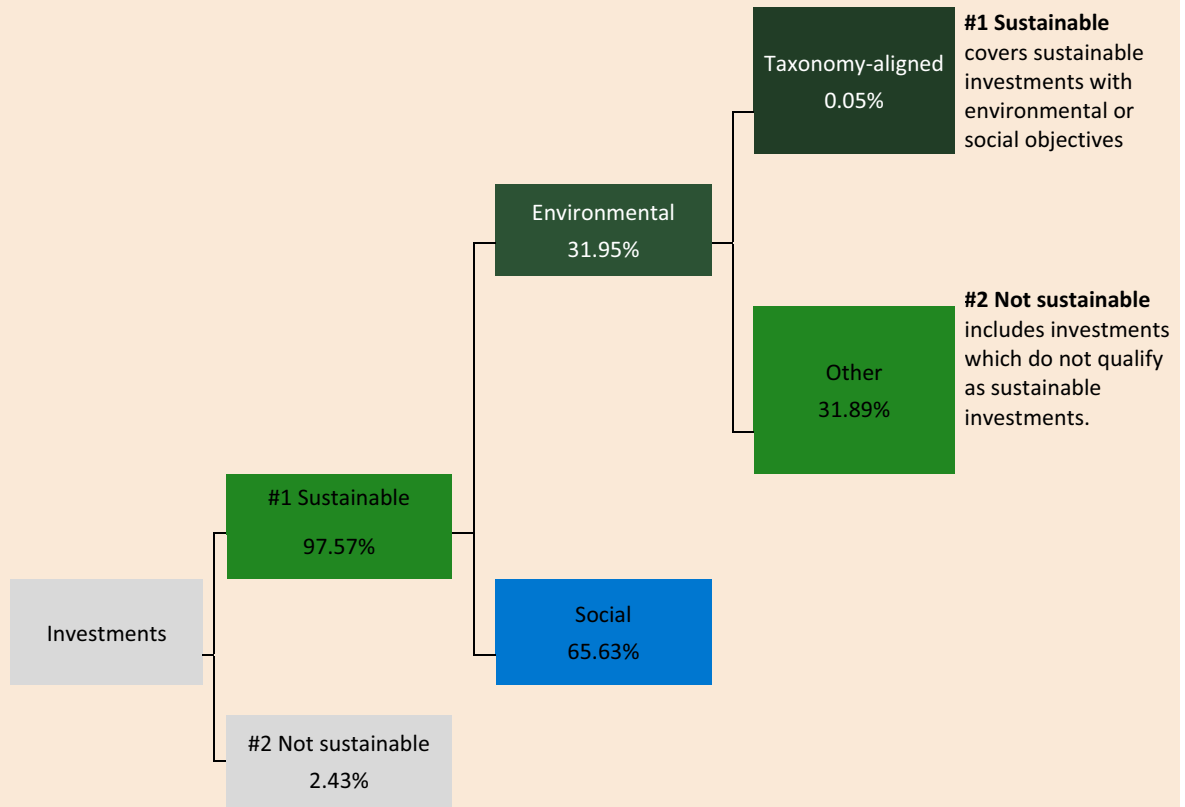 Taxonomy-aligned
0.05%
#1 Sustainable
covers sustainable
investments with
environmental or
social objectives
Environmental
31.95%
#2 Not sustainable
includes investments
which do not qualify
as sustainable
investments.
Other
31.89%
#1 Sustainable
97.57%
Social
65.63%
Investments
#2 Not sustainable
2.43%